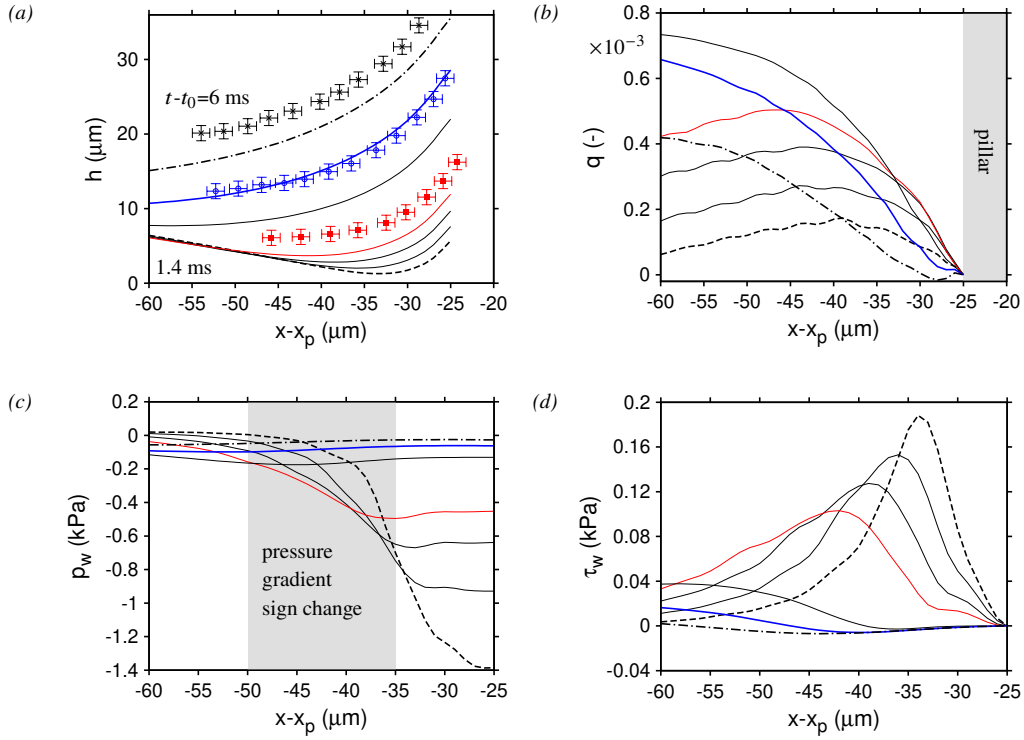 (a)
h (μm)
30
20
10
0
t-t0=6 ms
1.4 ms
-60 -55 -50 -45 -40 -35 -30 -25 -20
x-xp (μm)
(b)
×10−3
q (-)
0.8
0.6
0.4
0.2
0
pillar
-60 -55 -50 -45 -40 -35 -30 -25 -20
x-xp (μm)
(c)
pw (kPa)
0.2
0
-0.2
-0.4
-0.6
-0.8
-1
-1.2
-1.4
pressure
gradient
sign change
-60 -55 -50 -45 -40 -35 -30 -25
x-xp (μm)
(d)
τw (kPa)
0.2
0.16
0.12
0.08
0.04
0
-0.04
-60 -55 -50 -45 -40 -35 -30 -25
x-xp (μm)